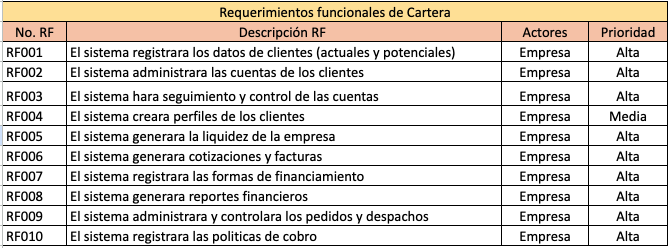 Requerimientos funcionales de Cartera
No. RF Descripción RF Actores Prioridad
RF001 El sistema registrara los datos de clientes (actuales y potenciales) Empresa Alta
RF002 El sistema administrara las cuentas de los clientes Empresa Alta
RF003 El sistema hara seguimiento y control de las cuentas Empresa Alta
RF004 El sistema creara perfiles de los clientes Empresa Media
RF005 El sistema generara la liquidez de la empresa Empresa Alta
RF006 El sistema generara cotizaciones y facturas Empresa Alta
RF007 El sistema registrara las formas de financiamiento Empresa Alta
RF008 El sistema generara reportes financieros Empresa Alta
RF009 El sistema administrara y controlara los pedidos y despachos Empresa Alta
RF010 El sistema registrara las politicas de cobro Empresa Alta